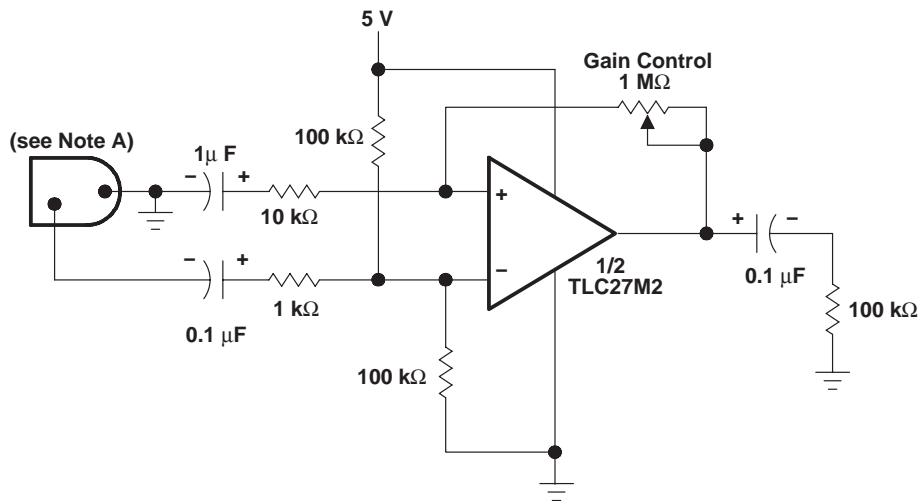 5 V
Gain Control
1 MΩ
(see Note A)
100 kΩ
1μ F
− +
10 kΩ
+
− +
1 kΩ
0.1 μF
−
1/2
TLC27M2
+ −
0.1 μF
100 kΩ
100 kΩ